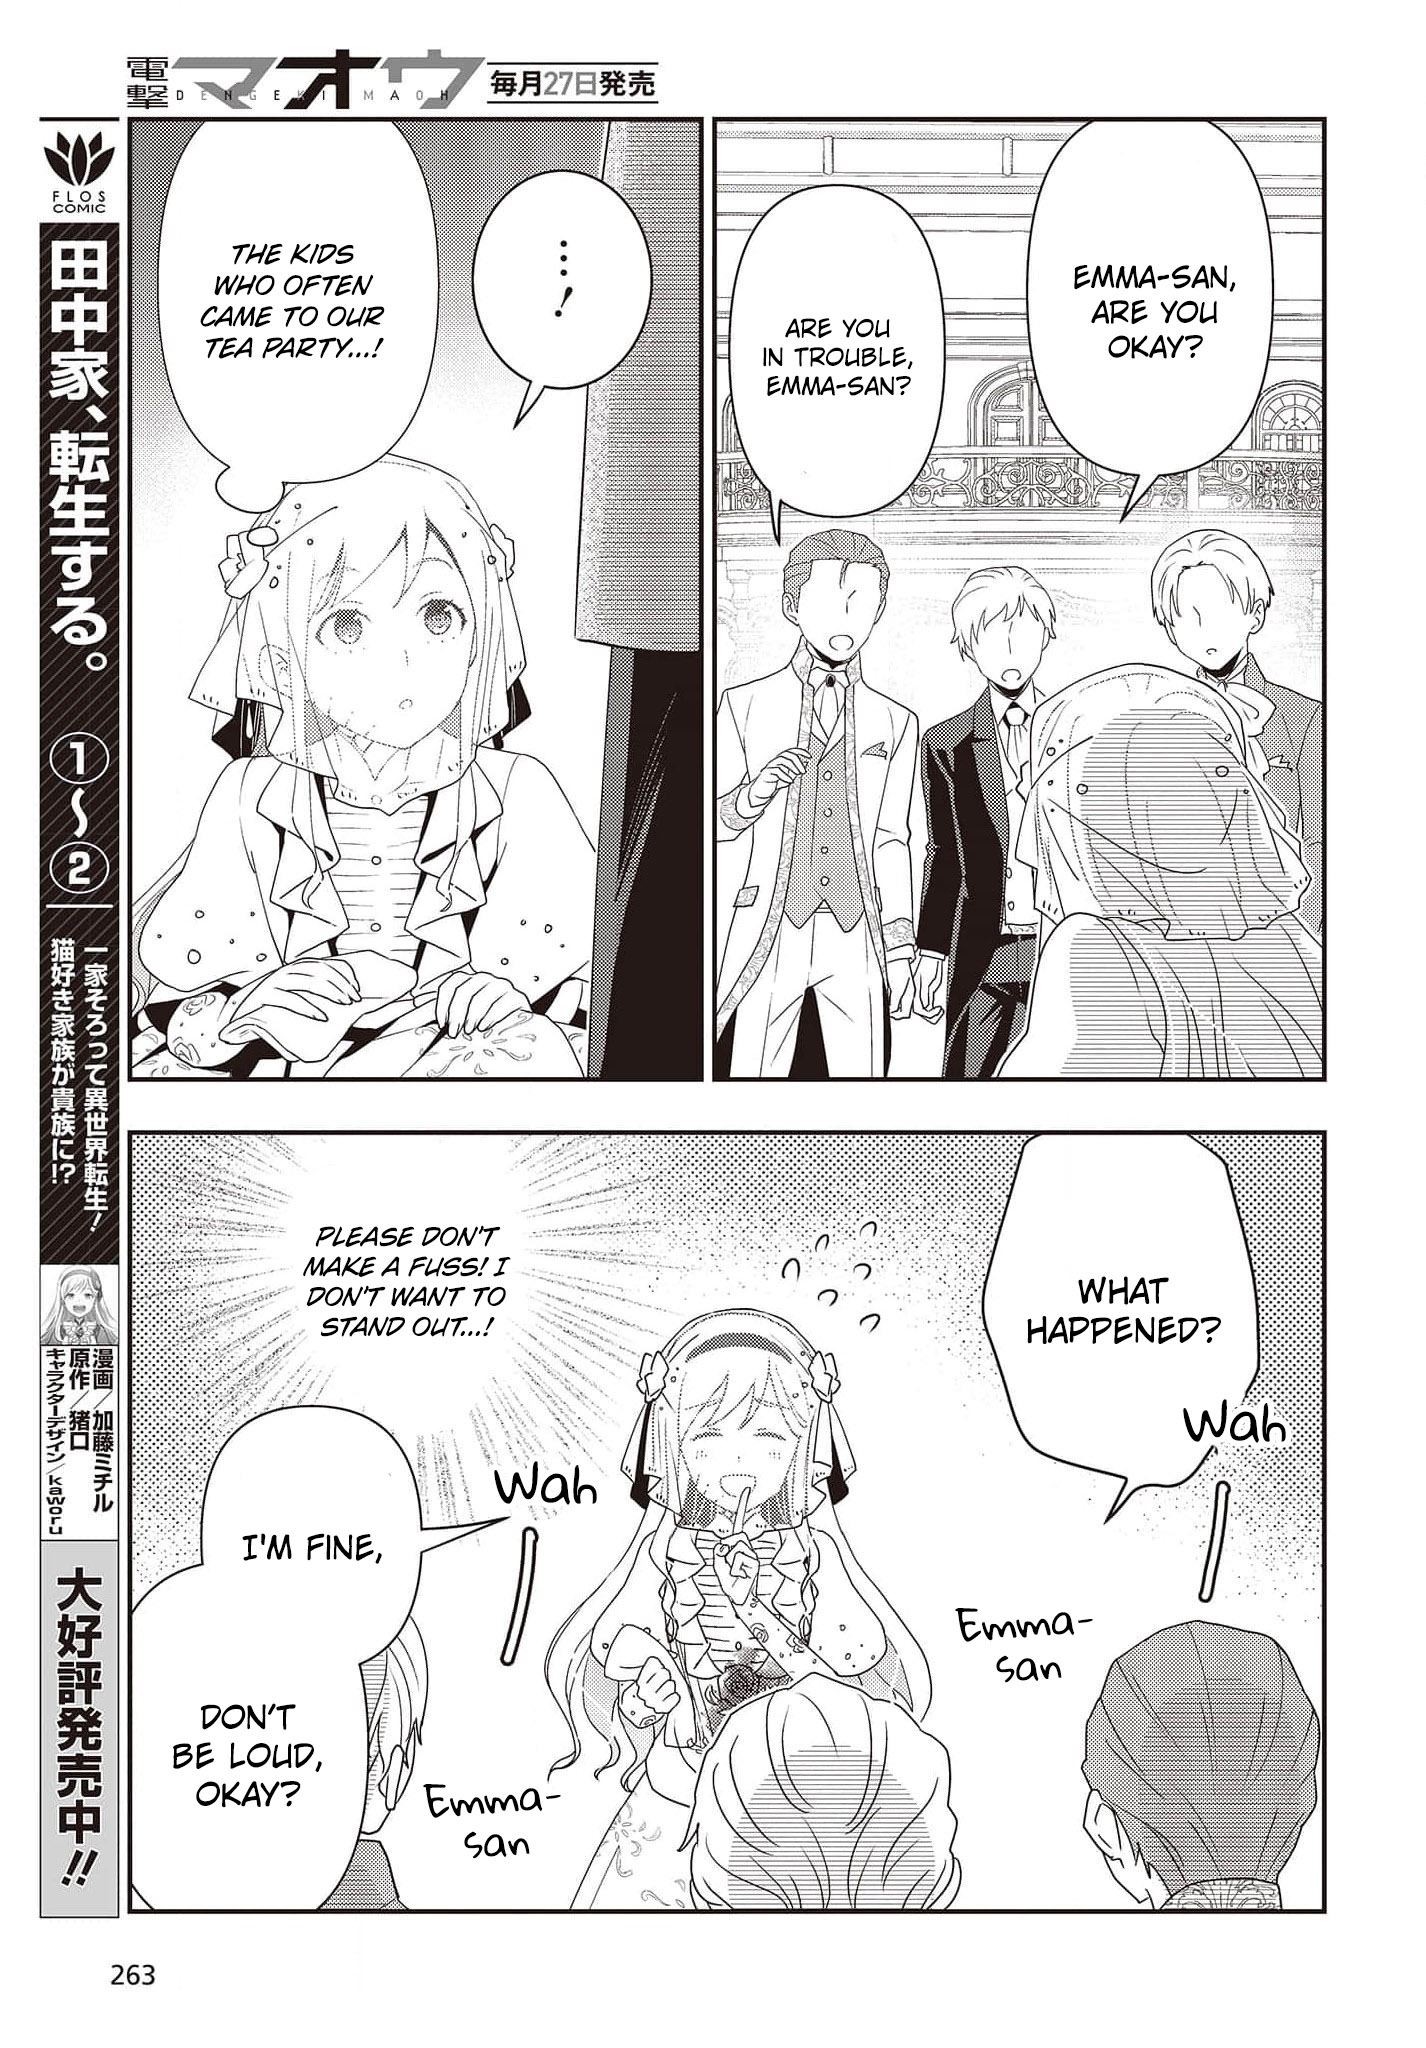 電撃マオウ
DENGEKI MAOH
毎月27日発売
FLOS
COMIC
田中家、転生する。 ①〜②
一家そろって異世界転生!
猫好き家族が貴族に!?
漫画/加藤ミチル
原作/猪口
キャラクターデザイン/kaworu
大好評発売中!!
EMMA-SAN,
ARE YOU
OKAY?
ARE YOU
IN TROUBLE,
EMMA-SAN?
…!
THE KIDS
WHO OFTEN
CAME TO OUR
TEA PARTY...!
WHAT
HAPPENED?
Wah
PLEASE DON'T
MAKE A FUSS! I
DON'T WANT TO
STAND OUT...!
Wah
I'M FINE,
Emma-
san
DON'T
BE LOUD,
OKAY?
Emma-
san
263